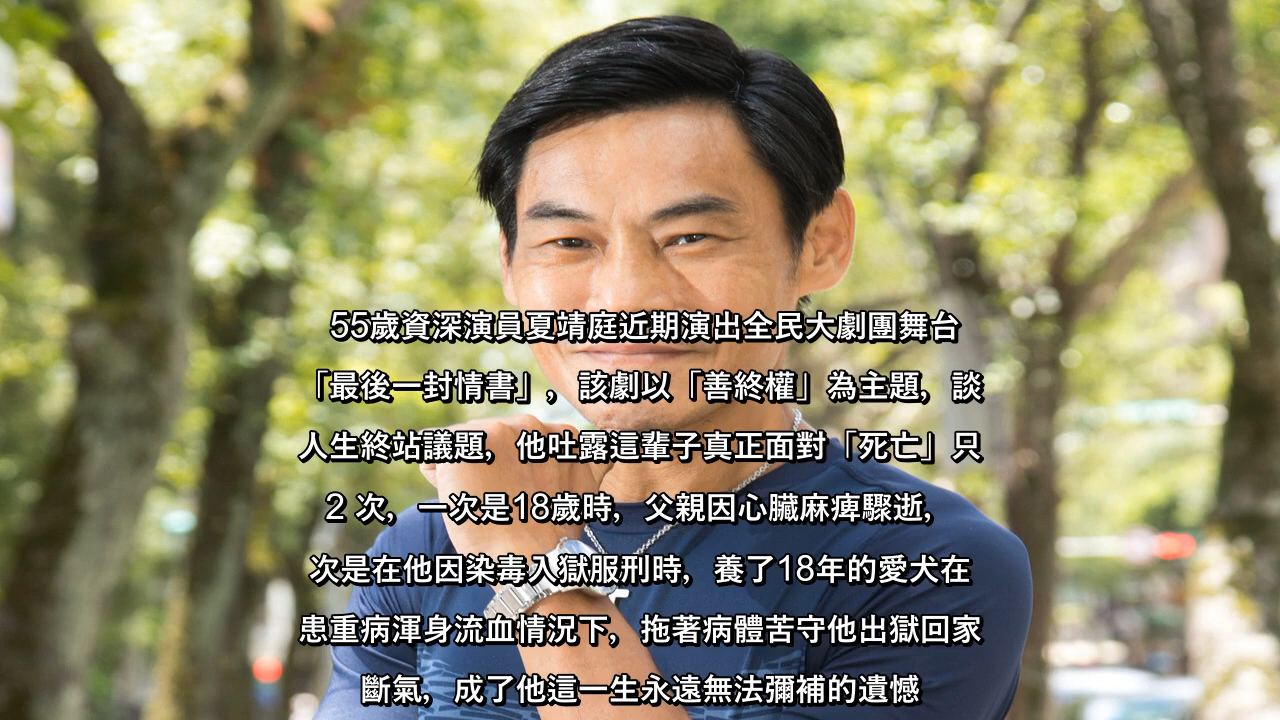 55歲資深演員夏靖庭近期演出全民大劇團舞台
「最後一封情書」，該劇以「善終權」為主題，談
人生終站議題，他吐露這輩子真正面對「死亡」只
2 次，一次是18歲時，父親因心臟麻痺驟逝，
次是在他因染毒入獄服刑時，養了18年的愛犬在
患重病渾身流血情況下，拖著病體苦守他出獄回家
斷氣，成了他這一生永遠無法彌補的遺憾